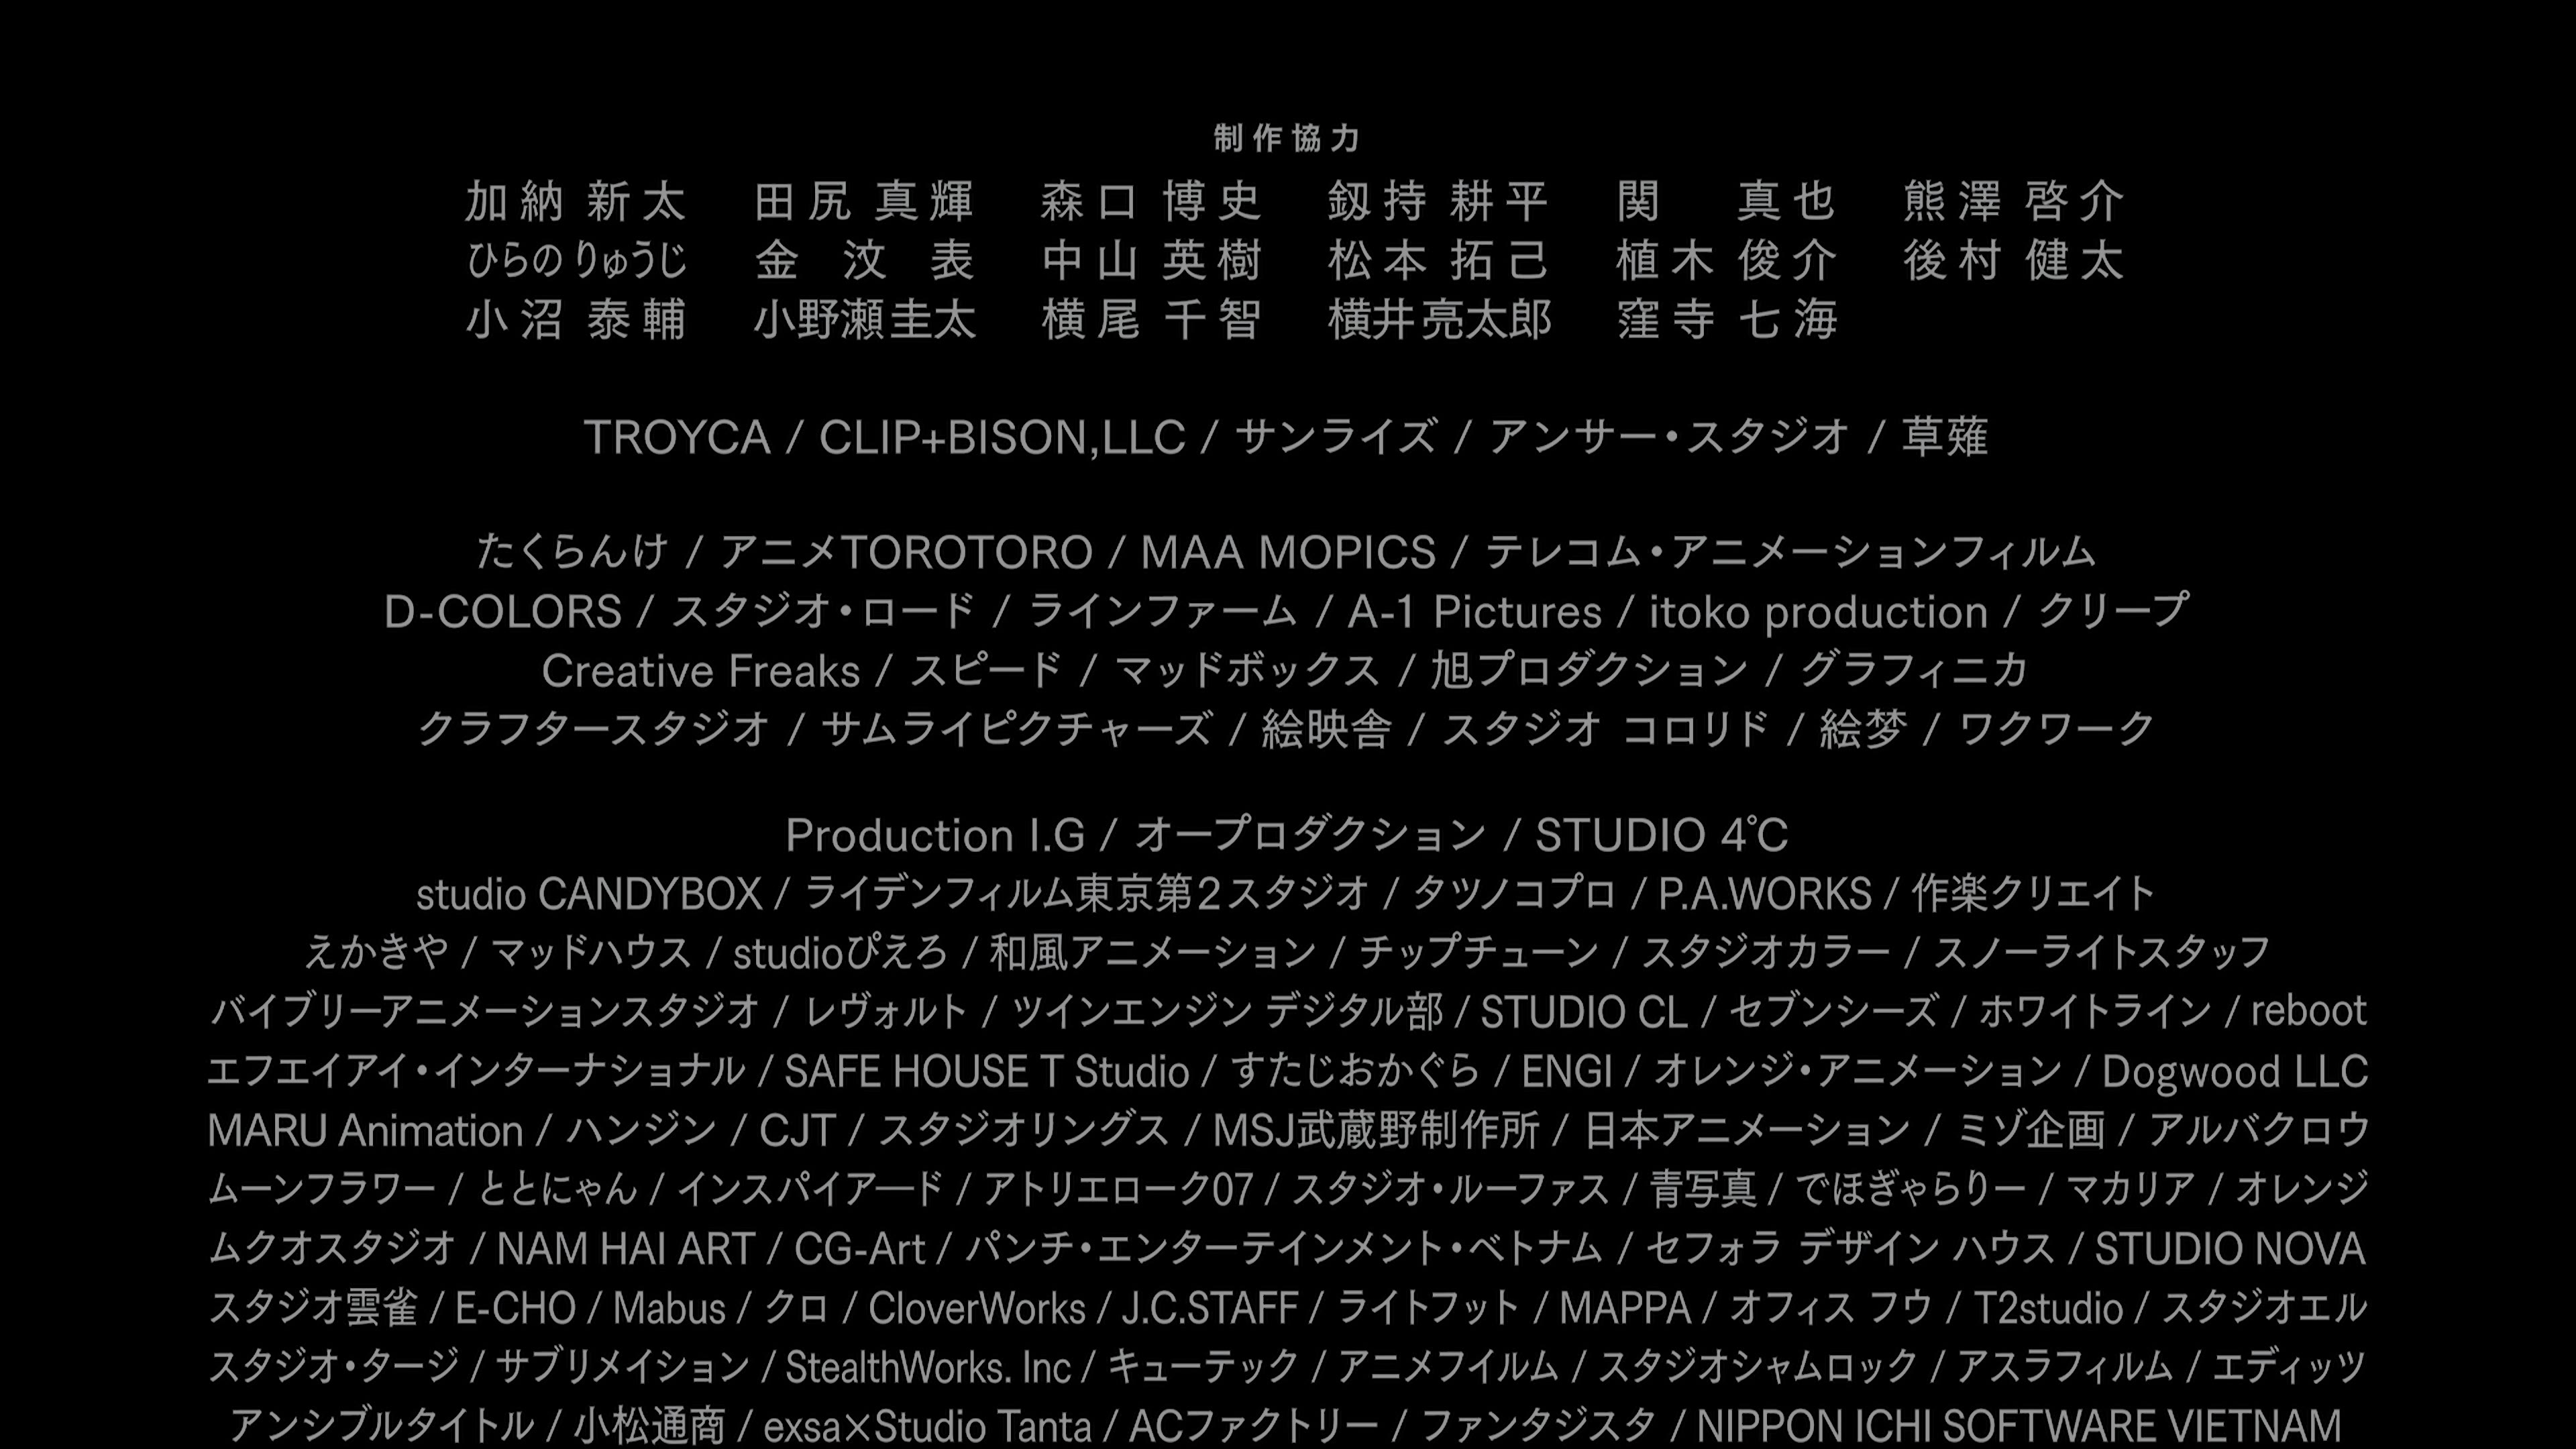 制作協力
加納 新太 田尻 真輝 森口 博史 釼持 耕平 関 真也 熊澤 啓介
ひらの りゅうじ 金 汶 表 中山 英樹 松本 拓己 植木 俊介 後村 健太
小沼 泰輔 小野瀬 圭太 横尾 千智 横井 亮太郎 窪寺 七海
TROYCA / CLIP+BISON,LLC / サンライズ / アンサー・スタジオ / 草薙
たくらんけ / アニメTOROTORO / MAA MOPICS / テレコム・アニメーションフィルム
D-COLORS / スタジオ・ロード / ラインファーム / A-1 Pictures / itoko production / クリープ
Creative Freaks / スピード / マッドボックス / 旭プロダクション / グラフィニカ
クラフタースタジオ / サムライピクチャーズ / 絵映舎 / スタジオ コロリド / 絵梦 / ワクワーク
Production I.G / オープロダクション / STUDIO 4℃
studio CANDYBOX / ライデンフィルム東京第2スタジオ / タツノコプロ / P.A.WORKS / 作楽クリエイト
えかきや / マッドハウス / studioぴえろ / 和風アニメーション / チップチューン / スタジオカラー / スノーライトスタッフ
バイブリーアニメーションスタジオ / レヴォルト / ツインエンジン デジタル部 / STUDIO CL / セブンシーズ / ホワイトライン / reboot
エフエイアイ・インターナショナル / SAFE HOUSE T Studio / すたじおかぐら / ENGI / オレンジ・アニメーション / Dogwood LLC
MARU Animation / ハンジン / CJT / スタジオリングス / MSJ武蔵野制作所 / 日本アニメーション / ミゾ企画 / アルバクロウ
ムーンフラワー / ととにゃん / インスパイア―ド / アトリエローク07 / スタジオ・ルーファス / 青写真 / でほぎゃらりー / マカリア / オレンジ
ムクオスタジオ / NAM HAI ART / CG-Art / パンチ・エンターテインメント・ベトナム / セフォラ デザイン ハウス / STUDIO NOVA
スタジオ雲雀 / E-CHO / Mabus / クロ / CloverWorks / J.C.STAFF / ライトフット / MAPPA / オフィス フウ / T2studio / スタジオエル
スタジオ・タージ / サブリメイション / StealthWorks. Inc / キューテック / アニメフイルム / スタジオシャムロック / アスラフィルム / エディッツ
アンシブルタイトル / 小松通商 / exsa×Studio Tanta / ACファクトリー / ファンタジスタ / NIPPON ICHI SOFTWARE VIETNAM